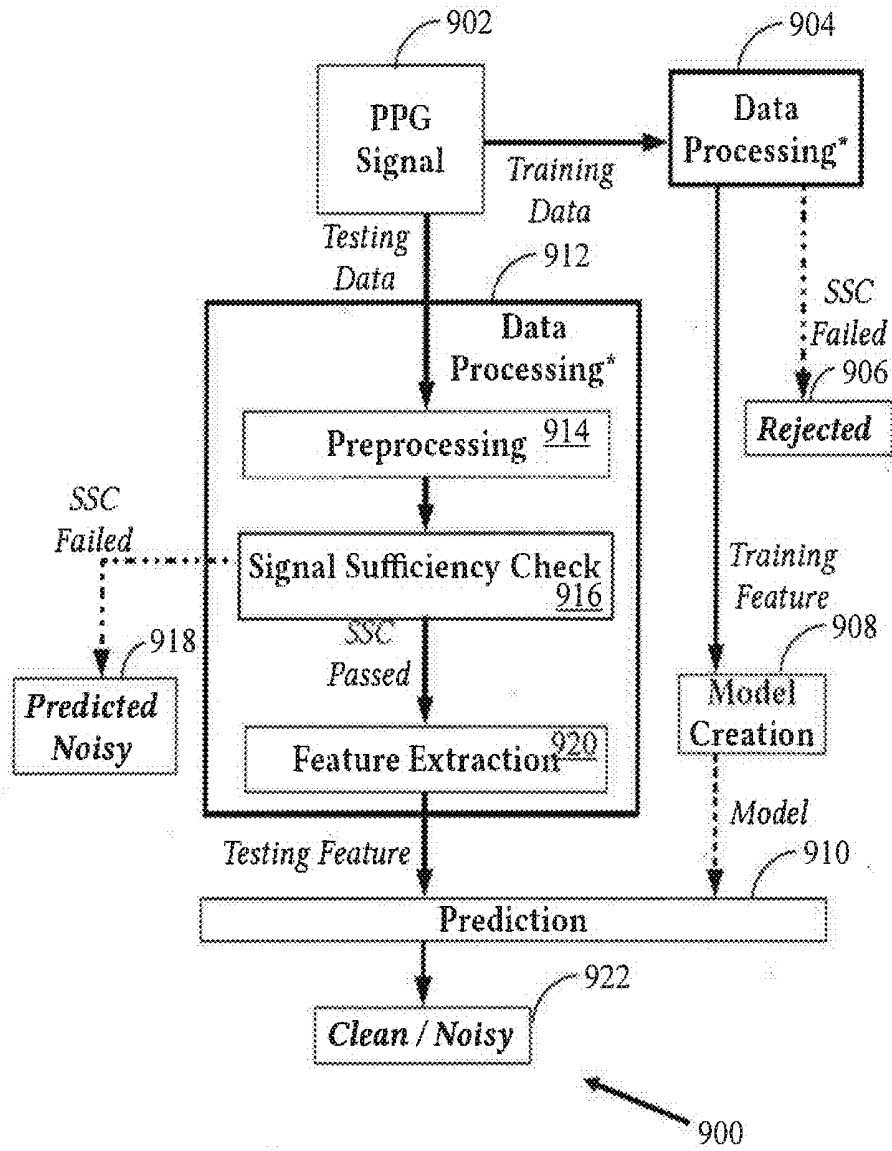 902
904
PPG
Signal
Data
Processing*
Training
Data
Testing
Data
912
Data
Processing*
SSC
Failed
906
Rejected
Preprocessing 914
SSC
Failed
Signal Sufficiency Check
916
SSC
Passed
Training
Feature
918
908
Predicted
Noisy
Model
Creation
Feature Extraction 920
Model
Testing Feature
910
Prediction
922
Clean / Noisy
900